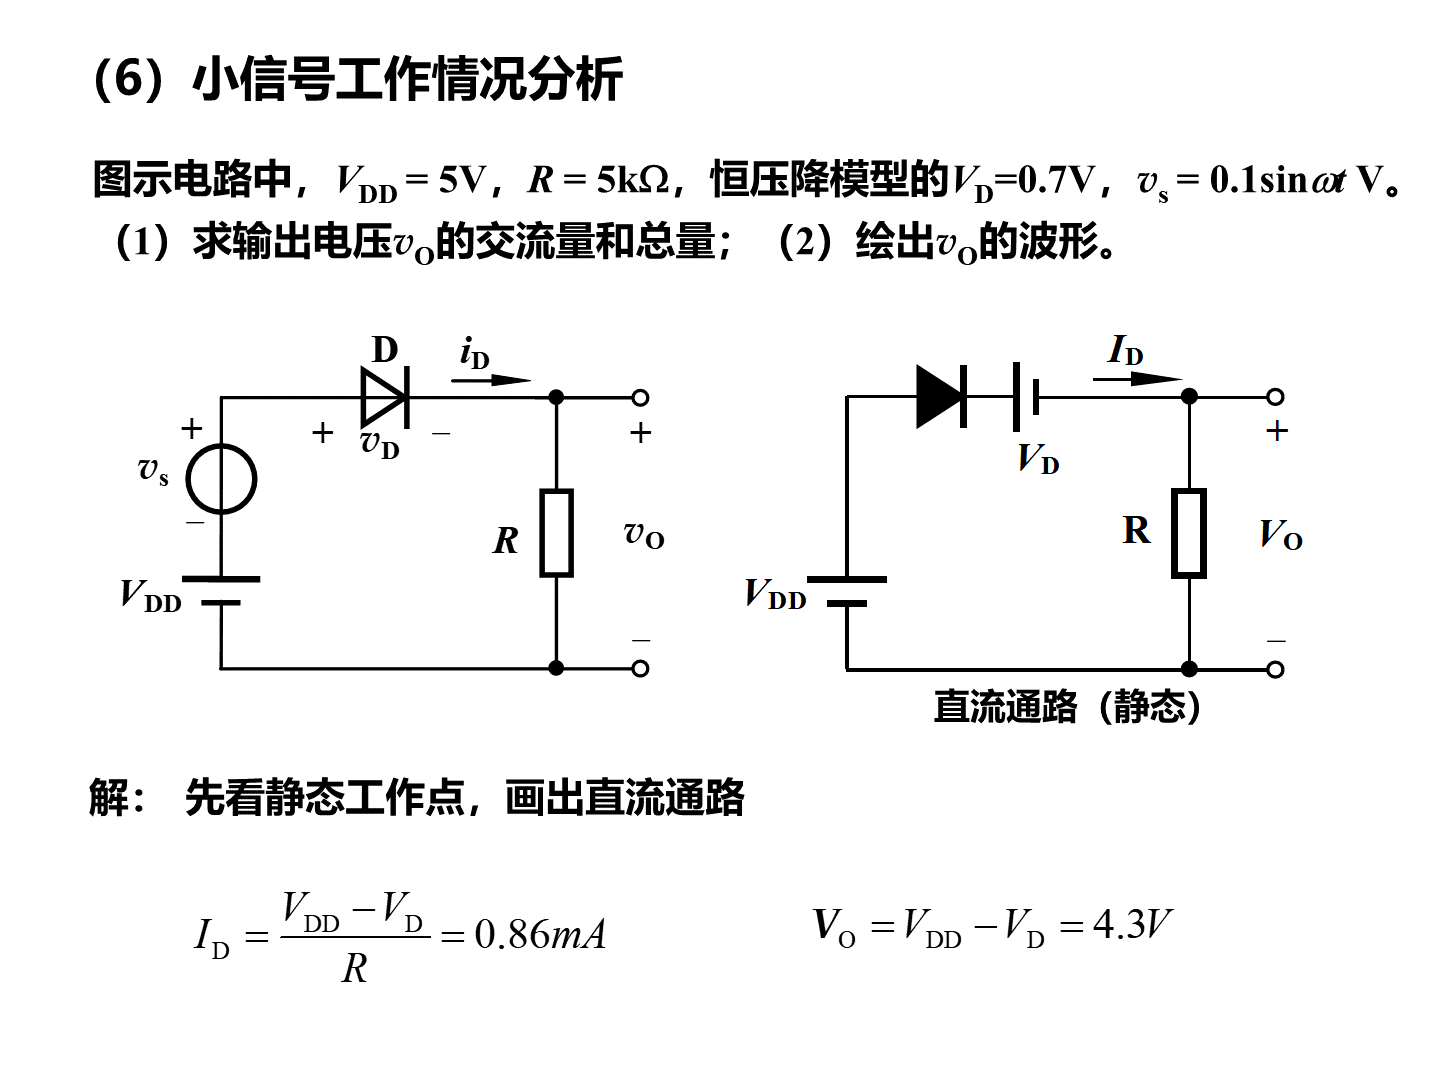 （6）小信号工作情况分析
图示电路中，VDD = 5V，R = 5kΩ，恒压降模型的VD=0.7V，vs = 0.1sinωt V。
（1）求输出电压vO的交流量和总量；（2）绘出vO的波形。
D iD
+ vD –
+ vs –
VDD
R
+ vO –
ID
VD
VDD
R
+ VO –
直流通路（静态）
解： 先看静态工作点，画出直流通路
ID = (VDD – VD) / R = 0.86mA
VO = VDD – VD = 4.3V